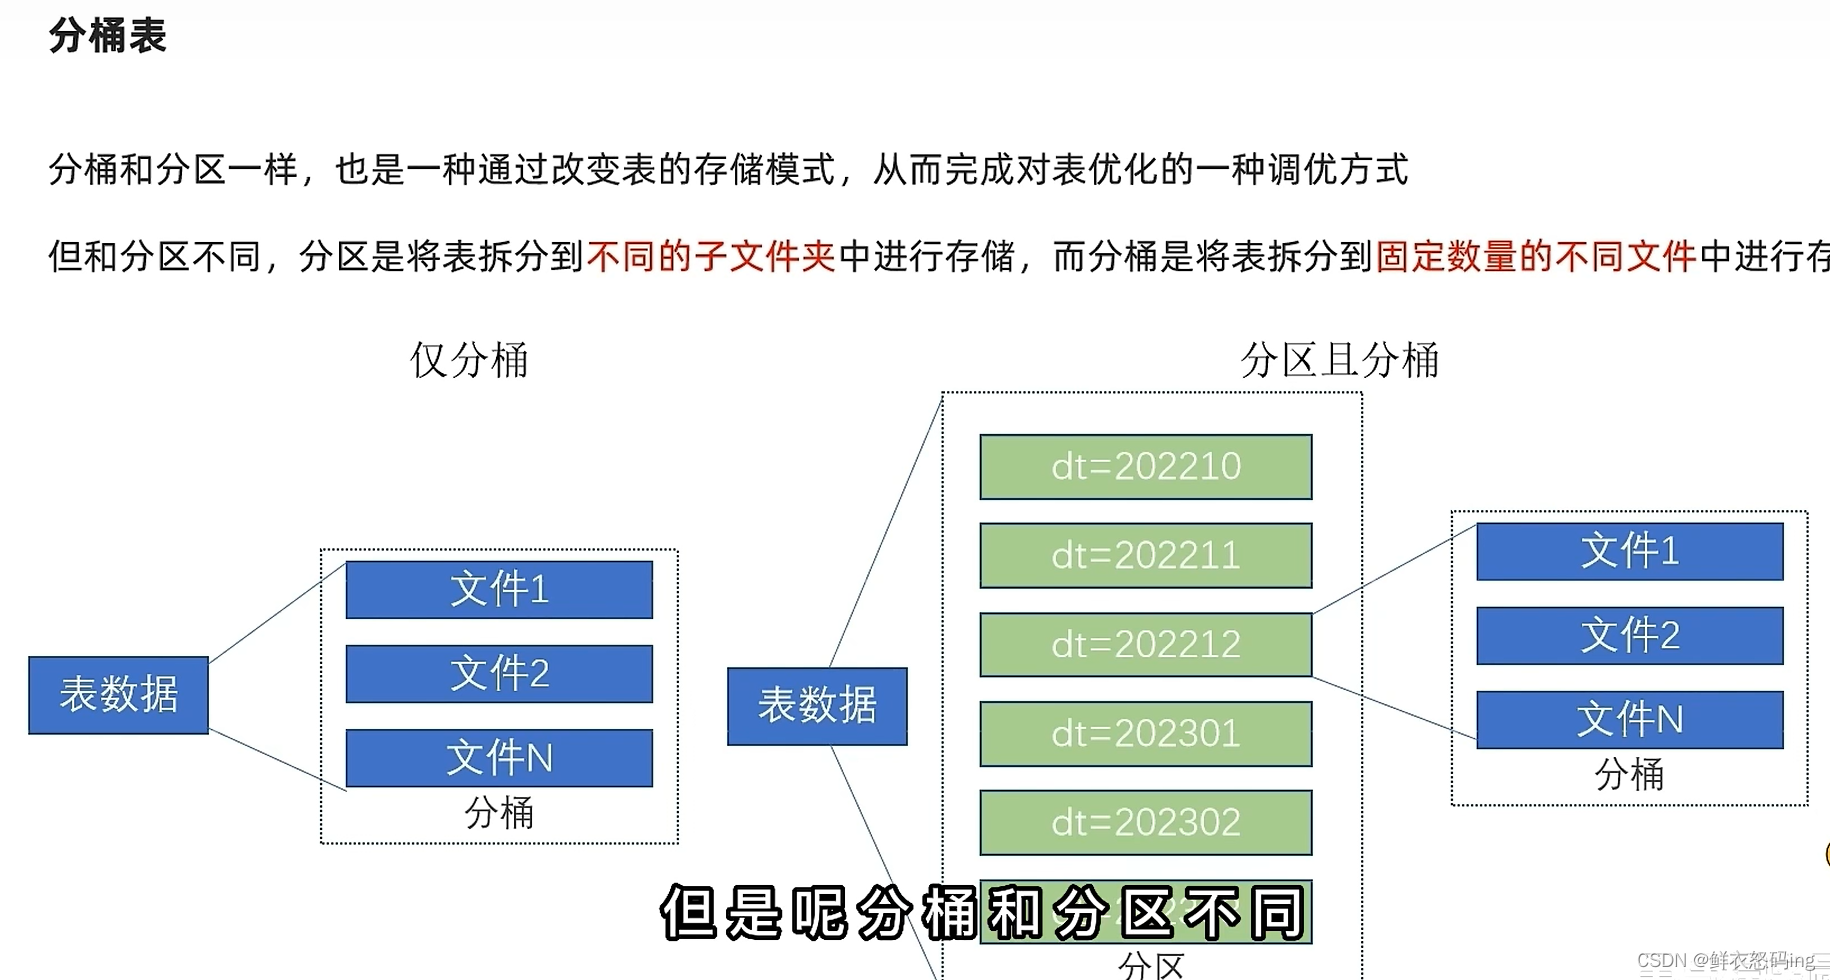 分桶表
分桶和分区一样，也是一种通过改变表的存储模式，从而完成对表优化的一种调优方式
但和分区不同，分区是将表拆分到不同的子文件夹中进行存储，而分桶是将表拆分到固定数量的不同文件中进行存
仅分桶
表数据
文件1
文件2
文件N
分桶
分区且分桶
表数据
dt=202210
dt=202211
dt=202212
dt=202301
dt=202302
分区
文件1
文件2
文件N
分桶
但是呢分桶和分区不同
CSDN @鲜衣怒码ing